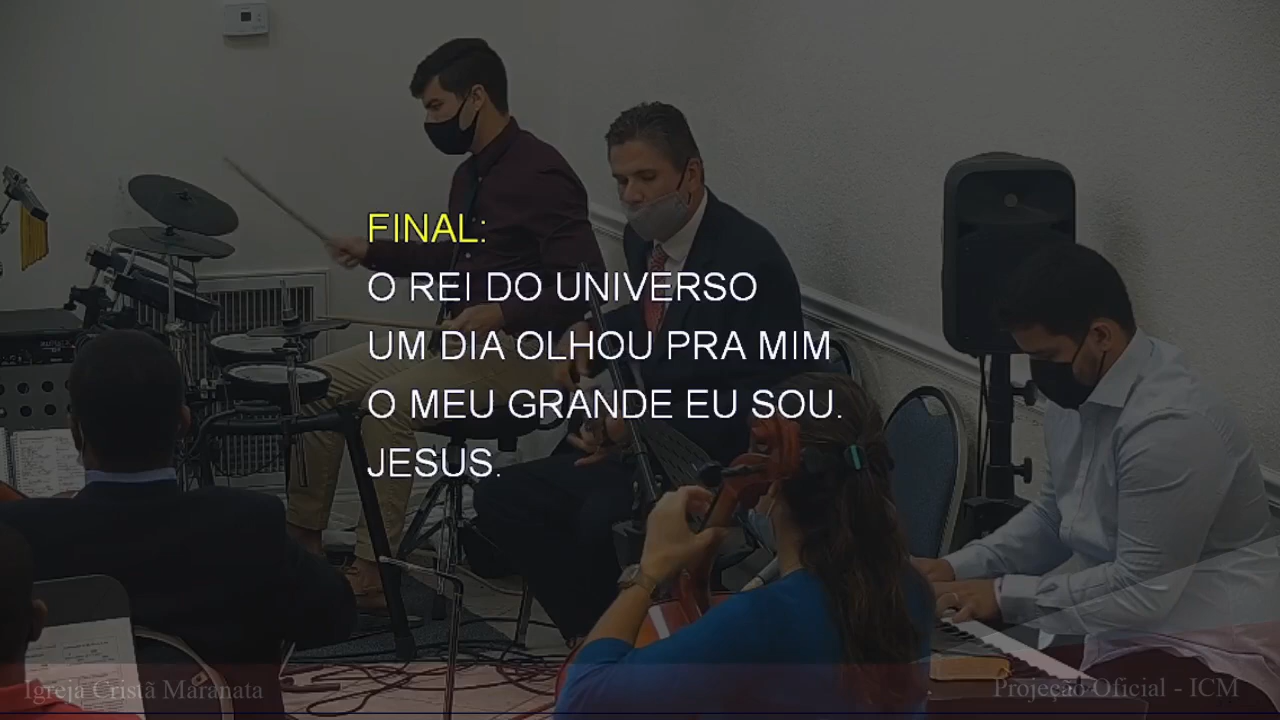 FINAL:
O REI DO UNIVERSO
UM DIA OLHOU PRA MIM
O MEU GRANDE EU SOU.
JESUS.
Igreja Cristã Maranata
Projeção Oficial - ICM